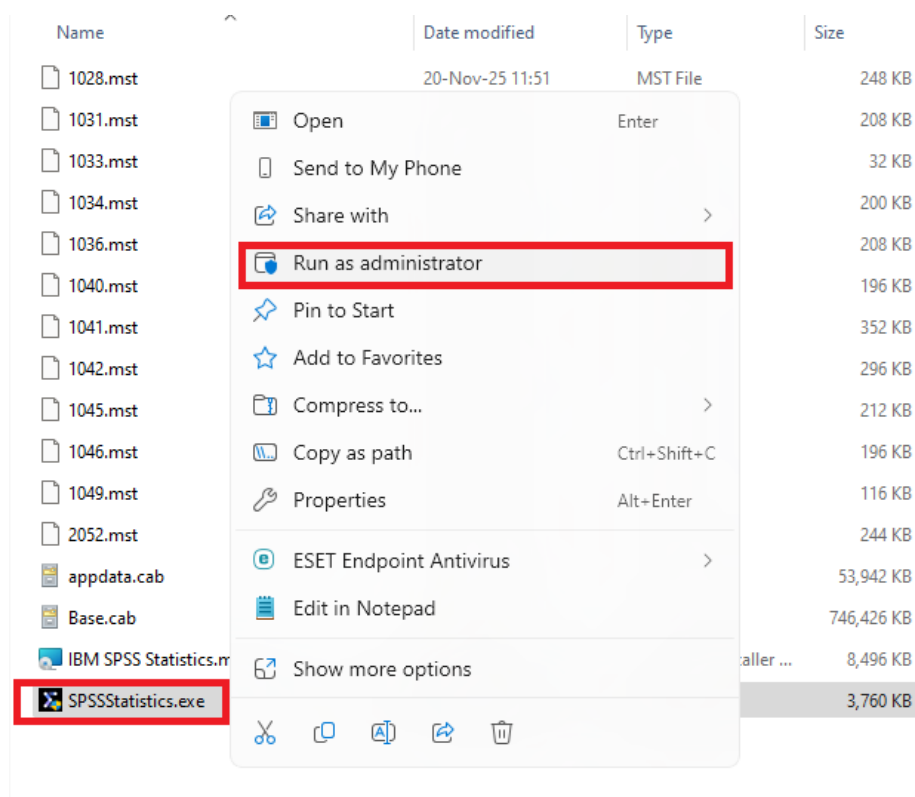 Name Date modified Type Size
1028.mst 20-Nov-25 11:51 MST File 248 KB
1031.mst Open Enter 208 KB
1033.mst Send to My Phone 32 KB
1034.mst Share with 200 KB
1036.mst Run as administrator 208 KB
1040.mst Pin to Start 196 KB
1041.mst Add to Favorites 352 KB
1042.mst 296 KB
1045.mst Compress to... 212 KB
1046.mst Copy as path Ctrl+Shift+C 196 KB
1049.mst Properties Alt+Enter 116 KB
2052.mst 244 KB
appdata.cab ESET Endpoint Antivirus 53,942 KB
Base.cab Edit in Notepad 746,426 KB
IBM SPSS Statistics.m Show more options aller ... 8,496 KB
SPSSStatistics.exe 3,760 KB